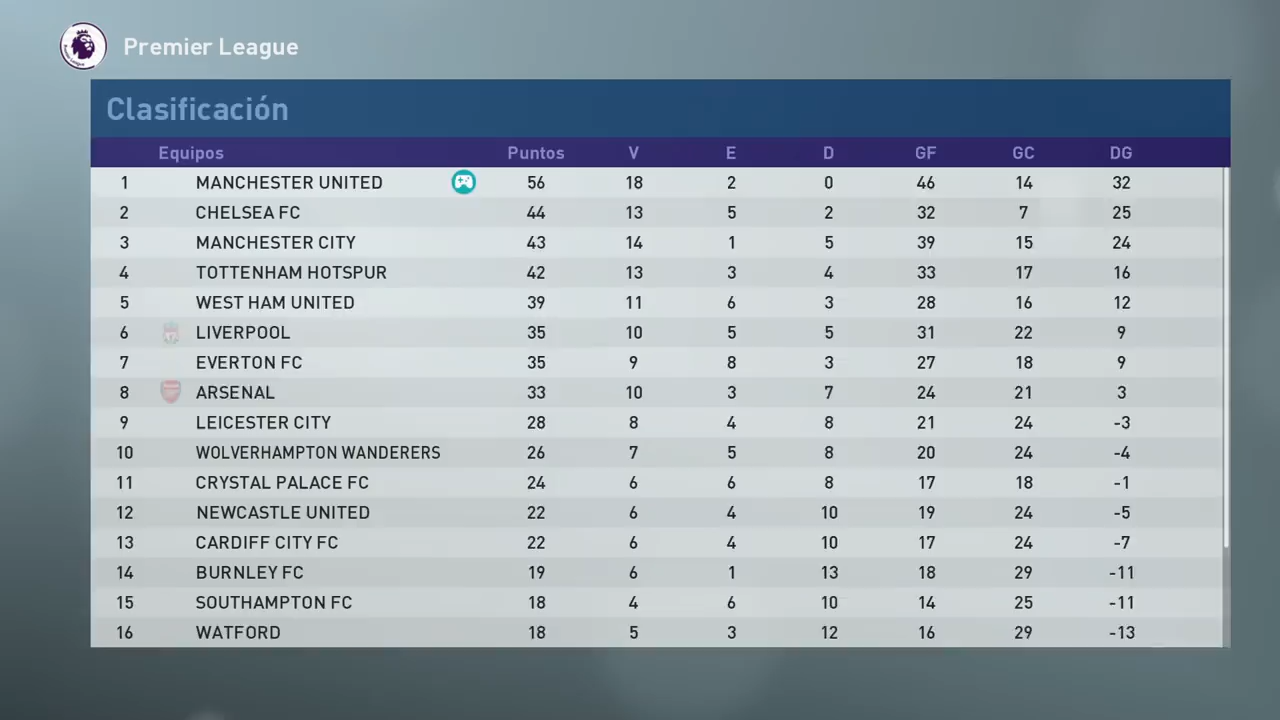 Premier League
Clasificación
Equipos Puntos V E D GF GC DG
1 MANCHESTER UNITED 56 18 2 0 46 14 32
2 CHELSEA FC 44 13 5 2 32 7 25
3 MANCHESTER CITY 43 14 1 5 39 15 24
4 TOTTENHAM HOTSPUR 42 13 3 4 33 17 16
5 WEST HAM UNITED 39 11 6 3 28 16 12
6 LIVERPOOL 35 10 5 5 31 22 9
7 EVERTON FC 35 9 8 3 27 18 9
8 ARSENAL 33 10 3 7 24 21 3
9 LEICESTER CITY 28 8 4 8 21 24 -3
10 WOLVERHAMPTON WANDERERS 26 7 5 8 20 24 -4
11 CRYSTAL PALACE FC 24 6 6 8 17 18 -1
12 NEWCASTLE UNITED 22 6 4 10 19 24 -5
13 CARDIFF CITY FC 22 6 4 10 17 24 -7
14 BURNLEY FC 19 6 1 13 18 29 -11
15 SOUTHAMPTON FC 18 4 6 10 14 25 -11
16 WATFORD 18 5 3 12 16 29 -13